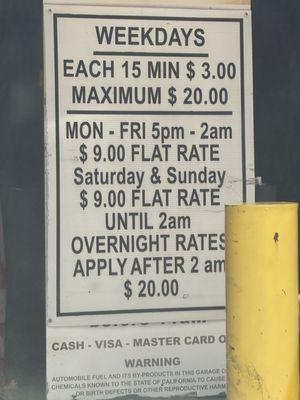 WEEKDAYS
EACH 15 MIN $ 3.00
MAXIMUM $ 20.00
MON - FRI 5pm - 2am
$ 9.00 FLAT RATE
Saturday & Sunday
$ 9.00 FLAT RATE
UNTIL 2am
OVERNIGHT RATES
APPLY AFTER 2 am
$ 20.00
CASH - VISA - MASTER CARD O
WARNING
AUTOMOBILE FUEL AND ITS BY-PRODUCTS IN THIS GARAGE C
CHEMICALS KNOWN TO THE STATE OF CALIFORNIA TO CAUSE
OR BIRTH DEFECTS OR OTHER REPRODUCTIVE HARM